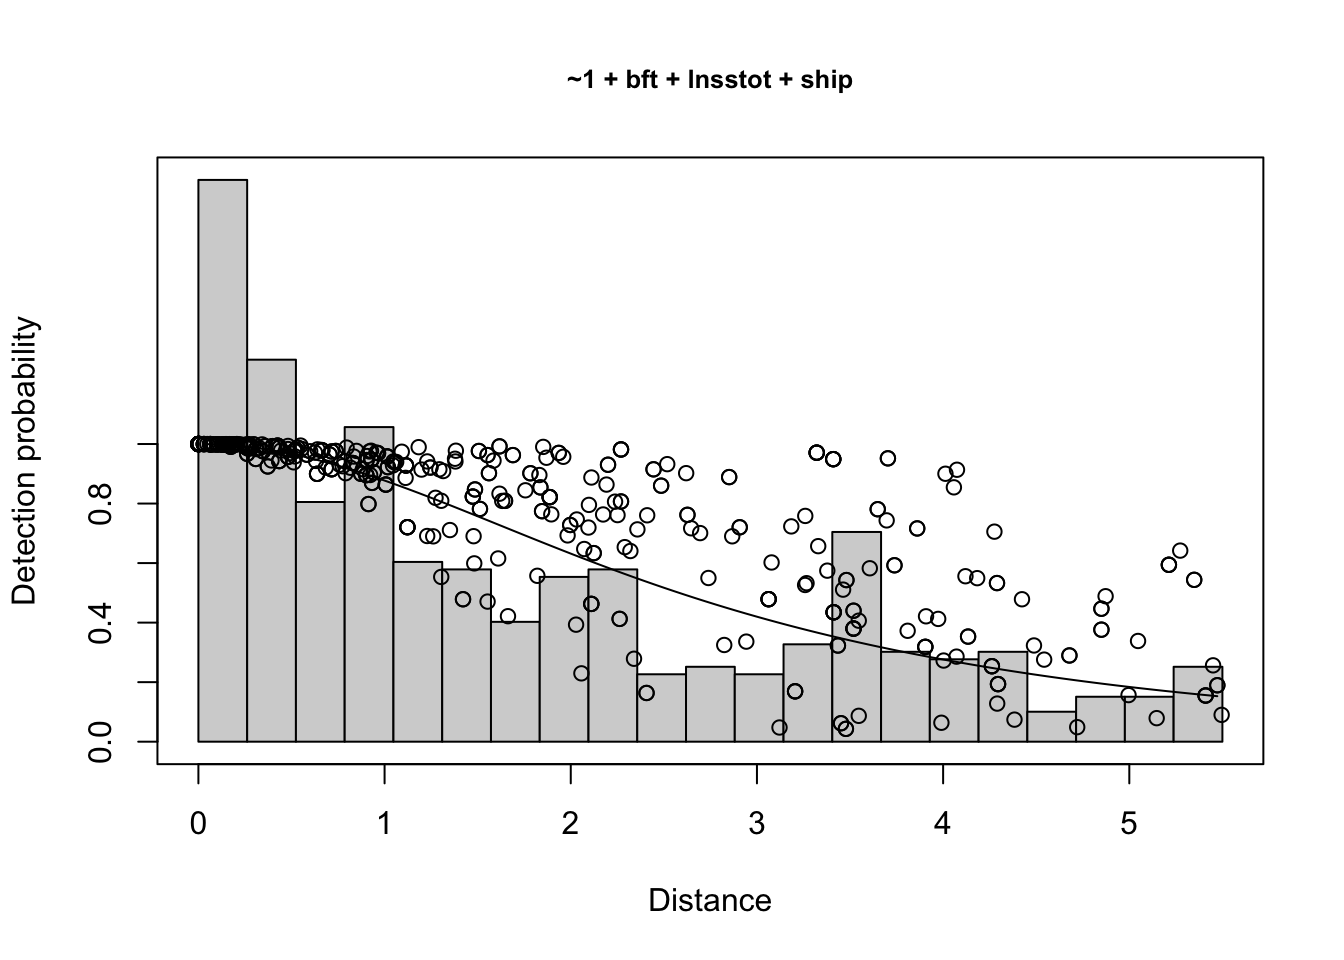 ~1 + bft + lnsstot + ship
Detection probability
0.8
0.4
0.0
0 1 2 3 4 5
Distance